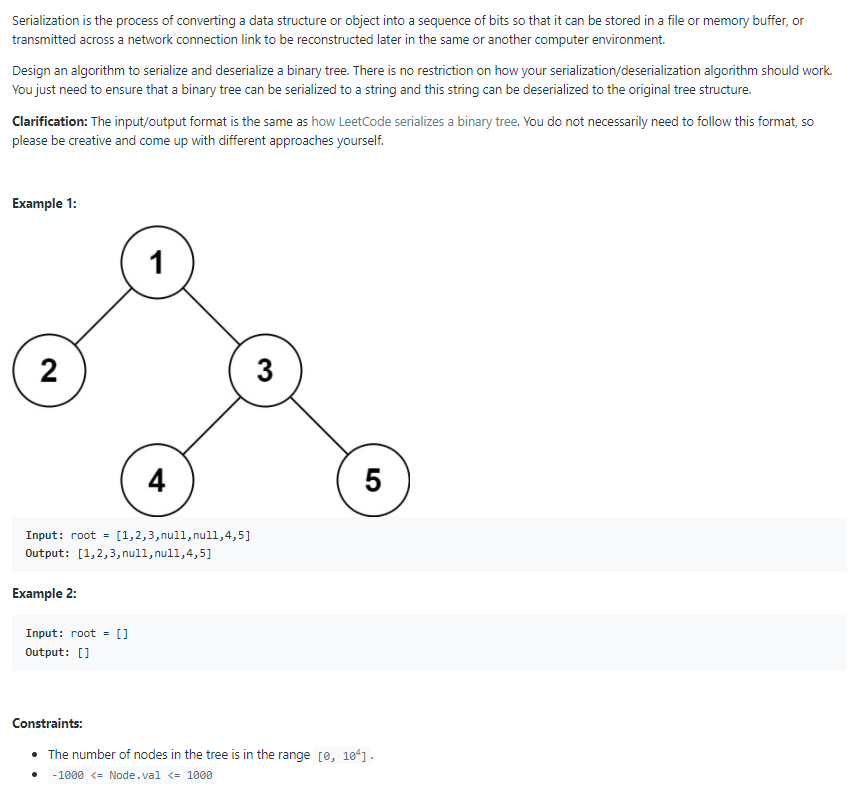 Serialization is the process of converting a data structure or object into a sequence of bits so that it can be stored in a file or memory buffer, or
transmitted across a network connection link to be reconstructed later in the same or another computer environment.
Design an algorithm to serialize and deserialize a binary tree. There is no restriction on how your serialization/deserialization algorithm should work.
You just need to ensure that a binary tree can be serialized to a string and this string can be deserialized to the original tree structure.
Clarification: The input/output format is the same as how LeetCode serializes a binary tree. You do not necessarily need to follow this format, so
please be creative and come up with different approaches yourself.
Example 1:
1
2 3
4 5
Input: root = [1,2,3,null,null,4,5]
Output: [1,2,3,null,null,4,5]
Example 2:
Input: root = []
Output: []
Constraints:
• The number of nodes in the tree is in the range [0, 10⁴].
• -1000 <= Node.val <= 1000